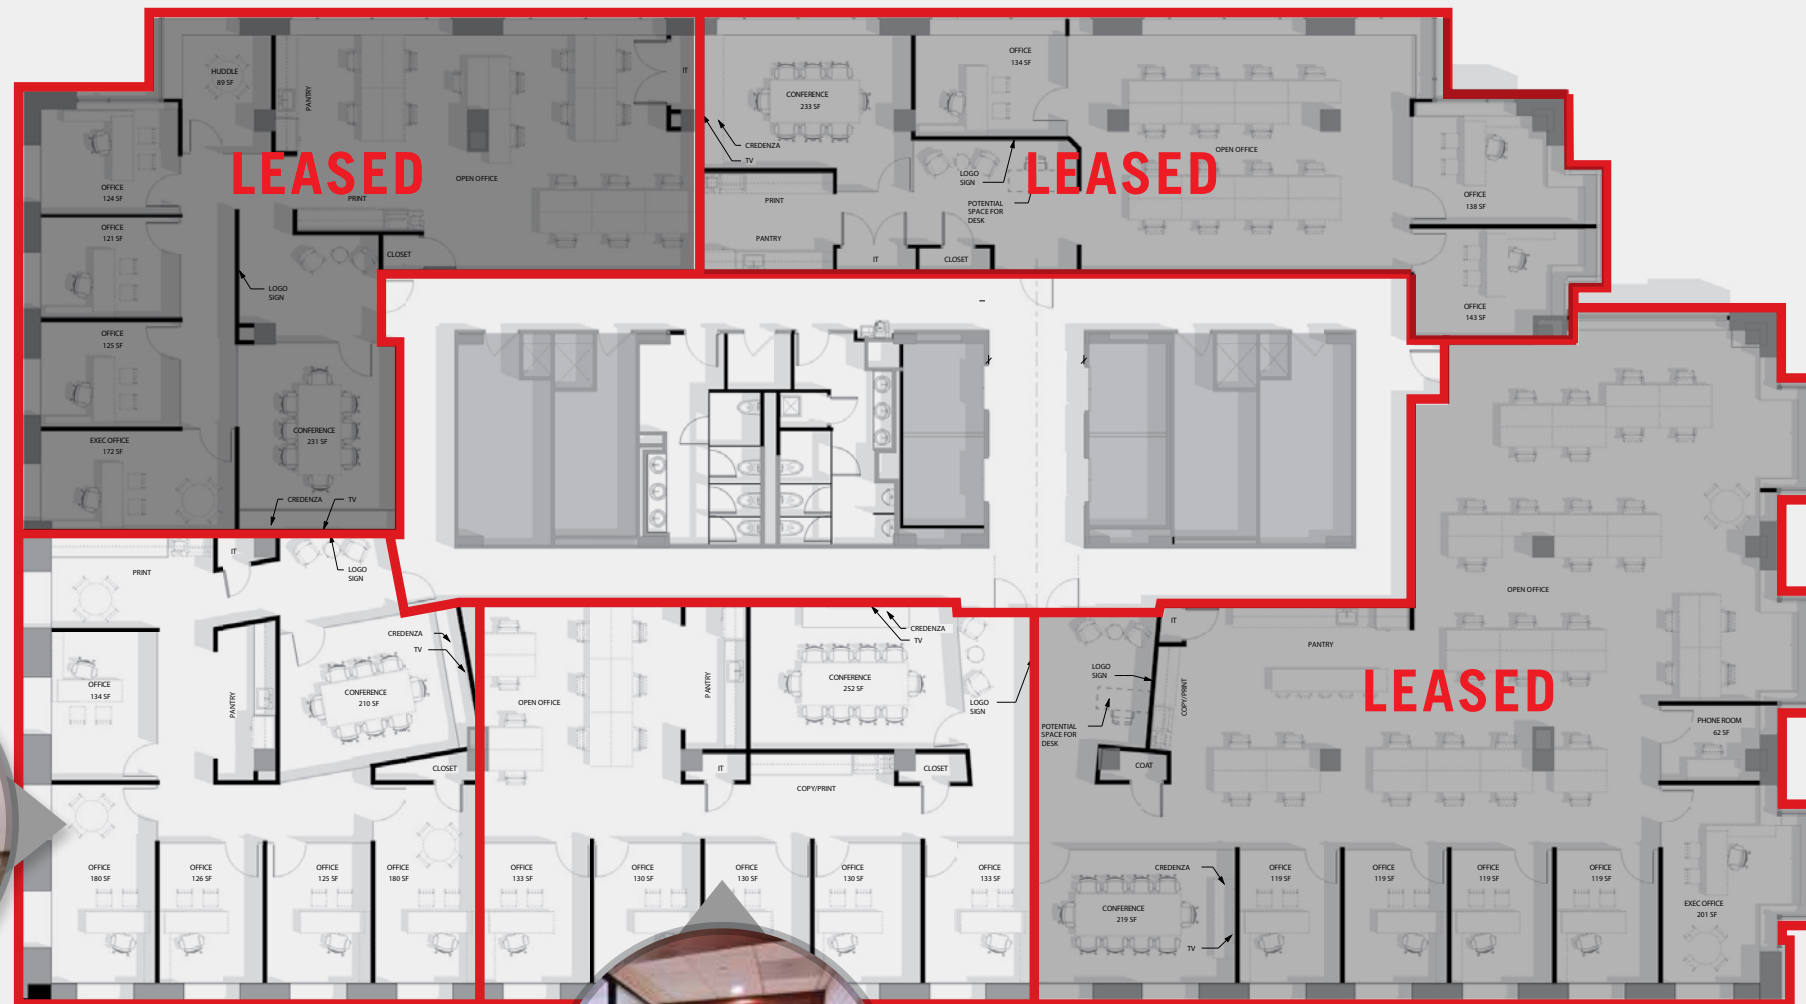 HUDDLE
89 SF
PANTRY
IT
LEASED
OPEN OFFICE
OFFICE
124 SF
PRINT
OFFICE
121 SF
CLOSET
LOGO
SIGN
OFFICE
125 SF
EXEC OFFICE
172 SF
CONFERENCE
231 SF
CREDENZA
TV
CONFERENCE
233 SF
OFFICE
134 SF
CREDENZA
TV
OPEN OFFICE
LOGO
SIGN
LEASED
PRINT
POTENTIAL
SPACE FOR
DESK
PANTRY
IT
CLOSET
OFFICE
138 SF
OFFICE
143 SF
PRINT
IT
LOGO
SIGN
CREDENZA
TV
OFFICE
134 SF
PANTRY
CONFERENCE
210 SF
CLOSET
OFFICE
180 SF
OFFICE
126 SF
OFFICE
125 SF
OFFICE
180 SF
OPEN OFFICE
PANTRY
CREDENZA
TV
CONFERENCE
252 SF
LOGO
SIGN
IT
CLOSET
COPY/PRINT
OFFICE
133 SF
OFFICE
130 SF
OFFICE
130 SF
OFFICE
130 SF
OFFICE
133 SF
OPEN OFFICE
IT
PANTRY
LOGO
SIGN
COPY/PRINT
LEASED
POTENTIAL
SPACE FOR
DESK
COAT
PHONE ROOM
62 SF
CREDENZA
CONFERENCE
219 SF
TV
OFFICE
119 SF
OFFICE
119 SF
OFFICE
119 SF
OFFICE
119 SF
EXEC OFFICE
201 SF